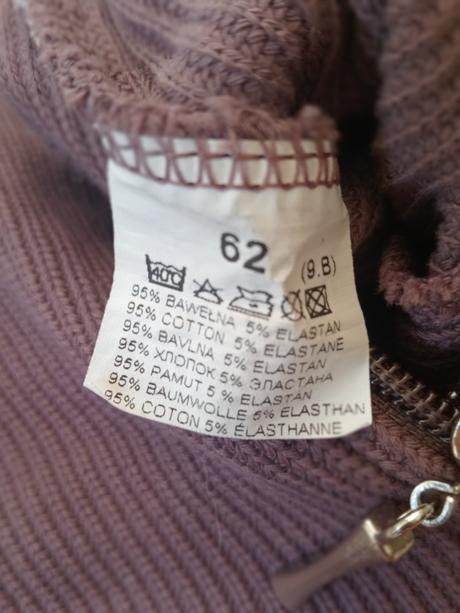 62
(9.B)
40°C
95% BAWEŁNA 5% ELASTAN
95% COTTON 5% ELASTANE
95% BAVLNA 5% ELASTAN
95% ХЛОПОК 5% ЭЛАСТАНА
95% PAMUT 5% ELASTAN
95% BAUMWOLLE 5% ELASTHAN
95% COTON 5% ÉLASTHANNE